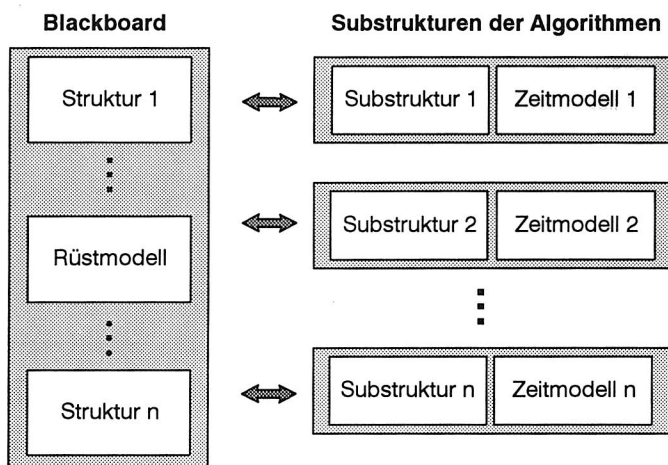 Blackboard
Substrukturen der Algorithmen
Struktur 1
Substruktur 1
Zeitmodell 1
Rüstmodell
Substruktur 2
Zeitmodell 2
Struktur n
Substruktur n
Zeitmodell n